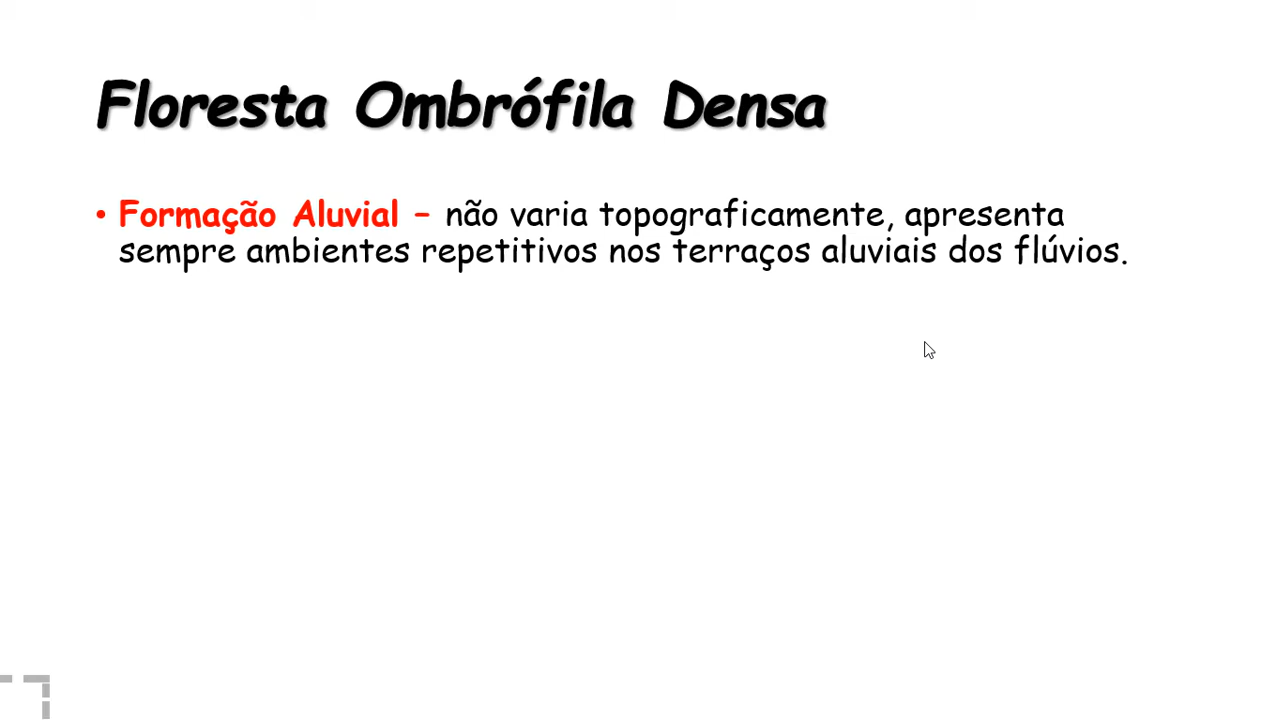 Floresta Ombrófila Densa
• Formação Aluvial – não varia topograficamente, apresenta
sempre ambientes repetitivos nos terraços aluviais dos flúvios.